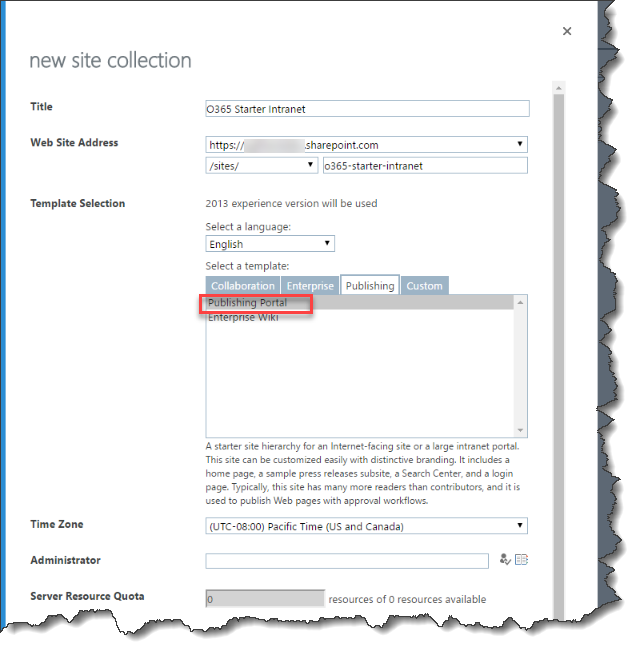 new site collection
Title
O365 Starter Intranet
Web Site Address
https:// .sharepoint.com
/sites/ o365-starter-intranet
Template Selection
2013 experience version will be used
Select a language:
English
Select a template:
Collaboration Enterprise Publishing Custom
Publishing Portal
Enterprise Wiki
A starter site hierarchy for an Internet-facing site or a large intranet portal.
This site can be customized easily with distinctive branding. It includes a
home page, a sample press releases subsite, a Search Center, and a login
page. Typically, this site has many more readers than contributors, and it is
used to publish Web pages with approval workflows.
Time Zone
(UTC-08:00) Pacific Time (US and Canada)
Administrator
Server Resource Quota
0 resources of 0 resources available